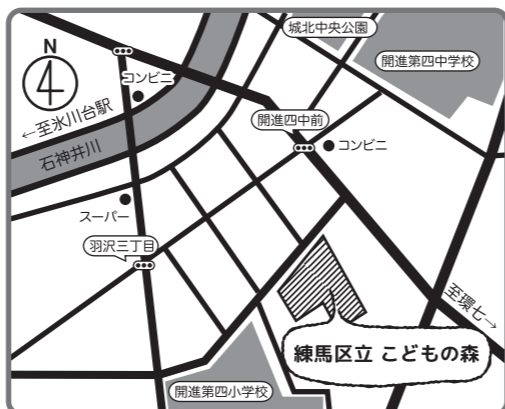 城北中央公園
N
コンビニ
開進第四中学校
←至氷川台駅
開進四中前
コンビニ
石神井川
スーパー
羽沢三丁目
至環七→
練馬区立 こどもの森
開進第四小学校